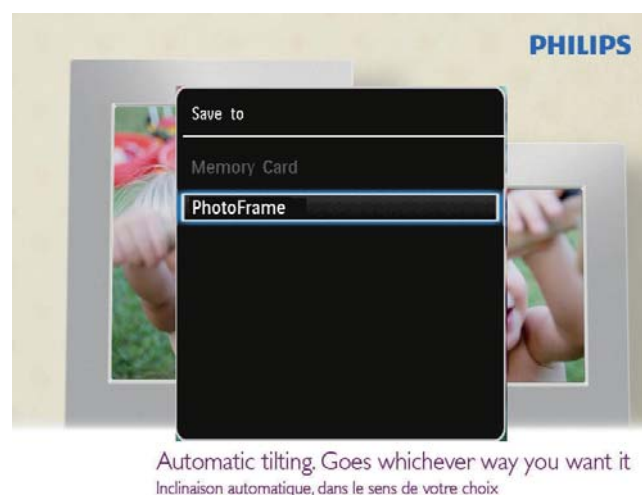 PHILIPS
Save to
Memory Card
PhotoFrame
Automatic tilting. Goes whichever way you want it
Inclinaison automatique, dans le sens de votre choix